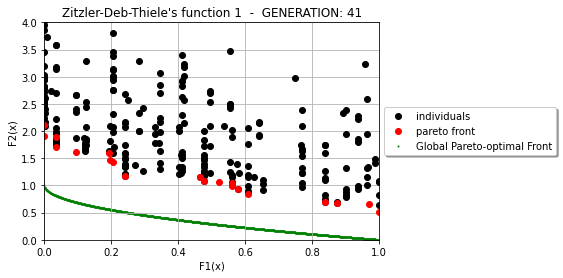 Zitzler-Deb-Thiele's function 1 - GENERATION: 41
4.0
3.5
3.0
2.5
2.0
1.5
1.0
0.5
0.0
F2(x)
0.0 0.2 0.4 0.6 0.8 1.0
F1(x)
individuals
pareto front
Global Pareto-optimal Front